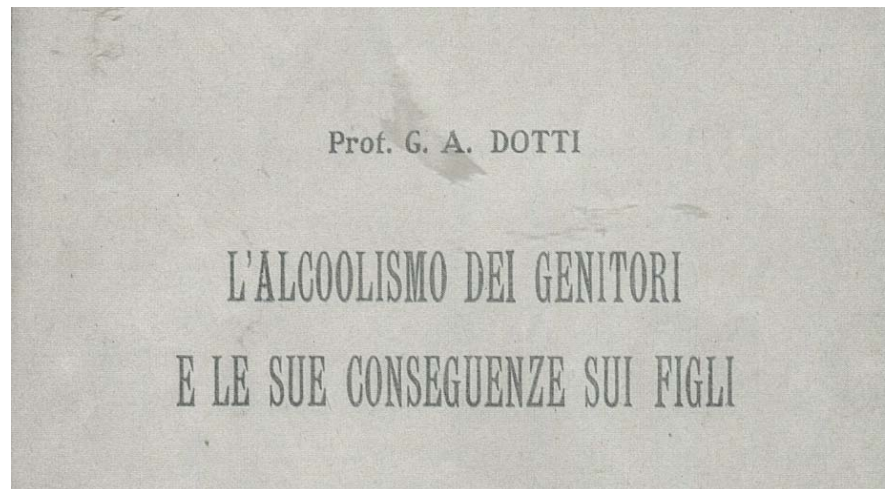 Prof. G. A. DOTTI
L'ALCOOLISMO DEI GENITORI
E LE SUE CONSEGUENZE SUI FIGLI